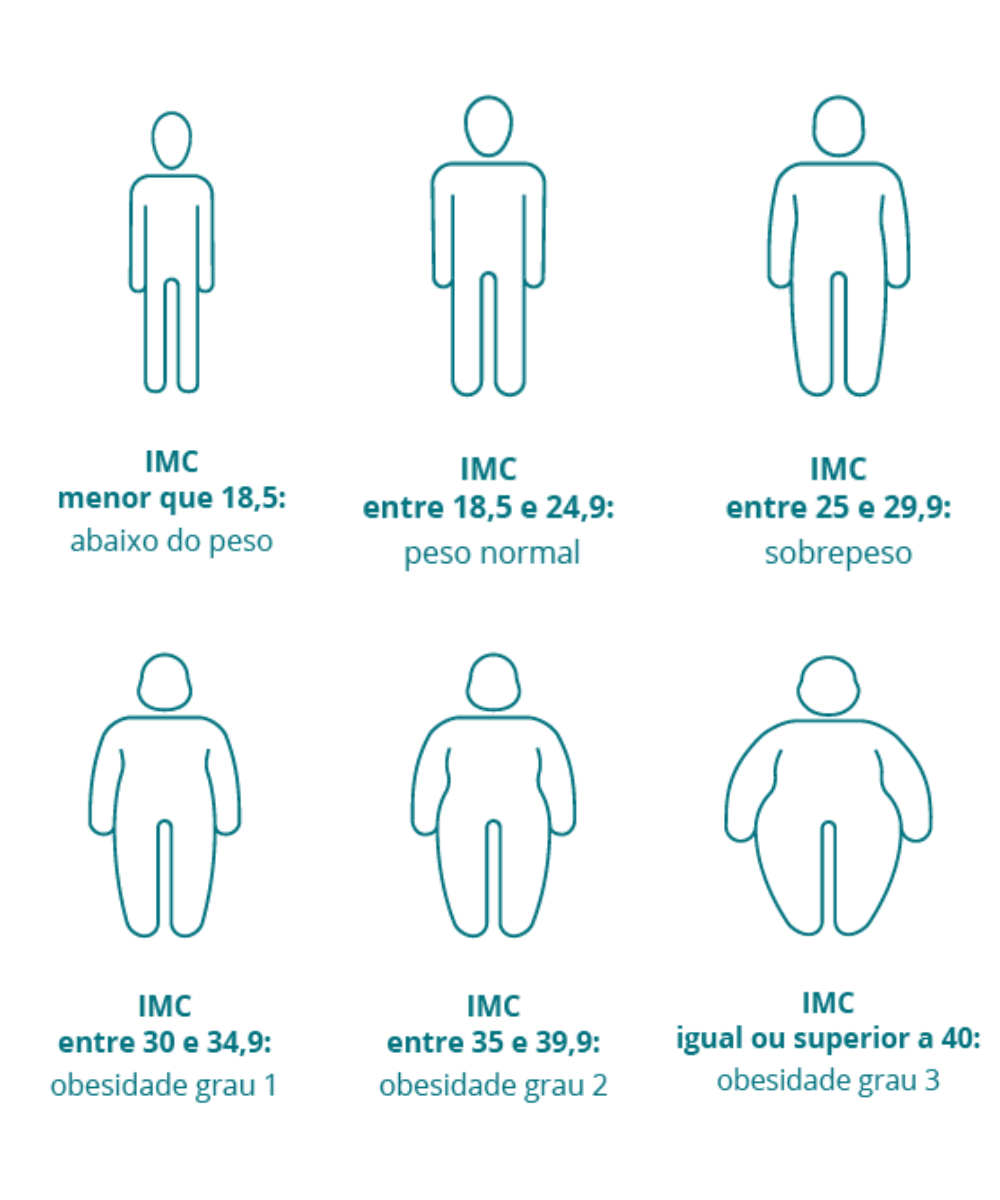 IMC
menor que 18,5:
abaixo do peso
IMC
entre 18,5 e 24,9:
peso normal
IMC
entre 25 e 29,9:
sobrepeso
IMC
entre 30 e 34,9:
obesidade grau 1
IMC
entre 35 e 39,9:
obesidade grau 2
IMC
igual ou superior a 40:
obesidade grau 3